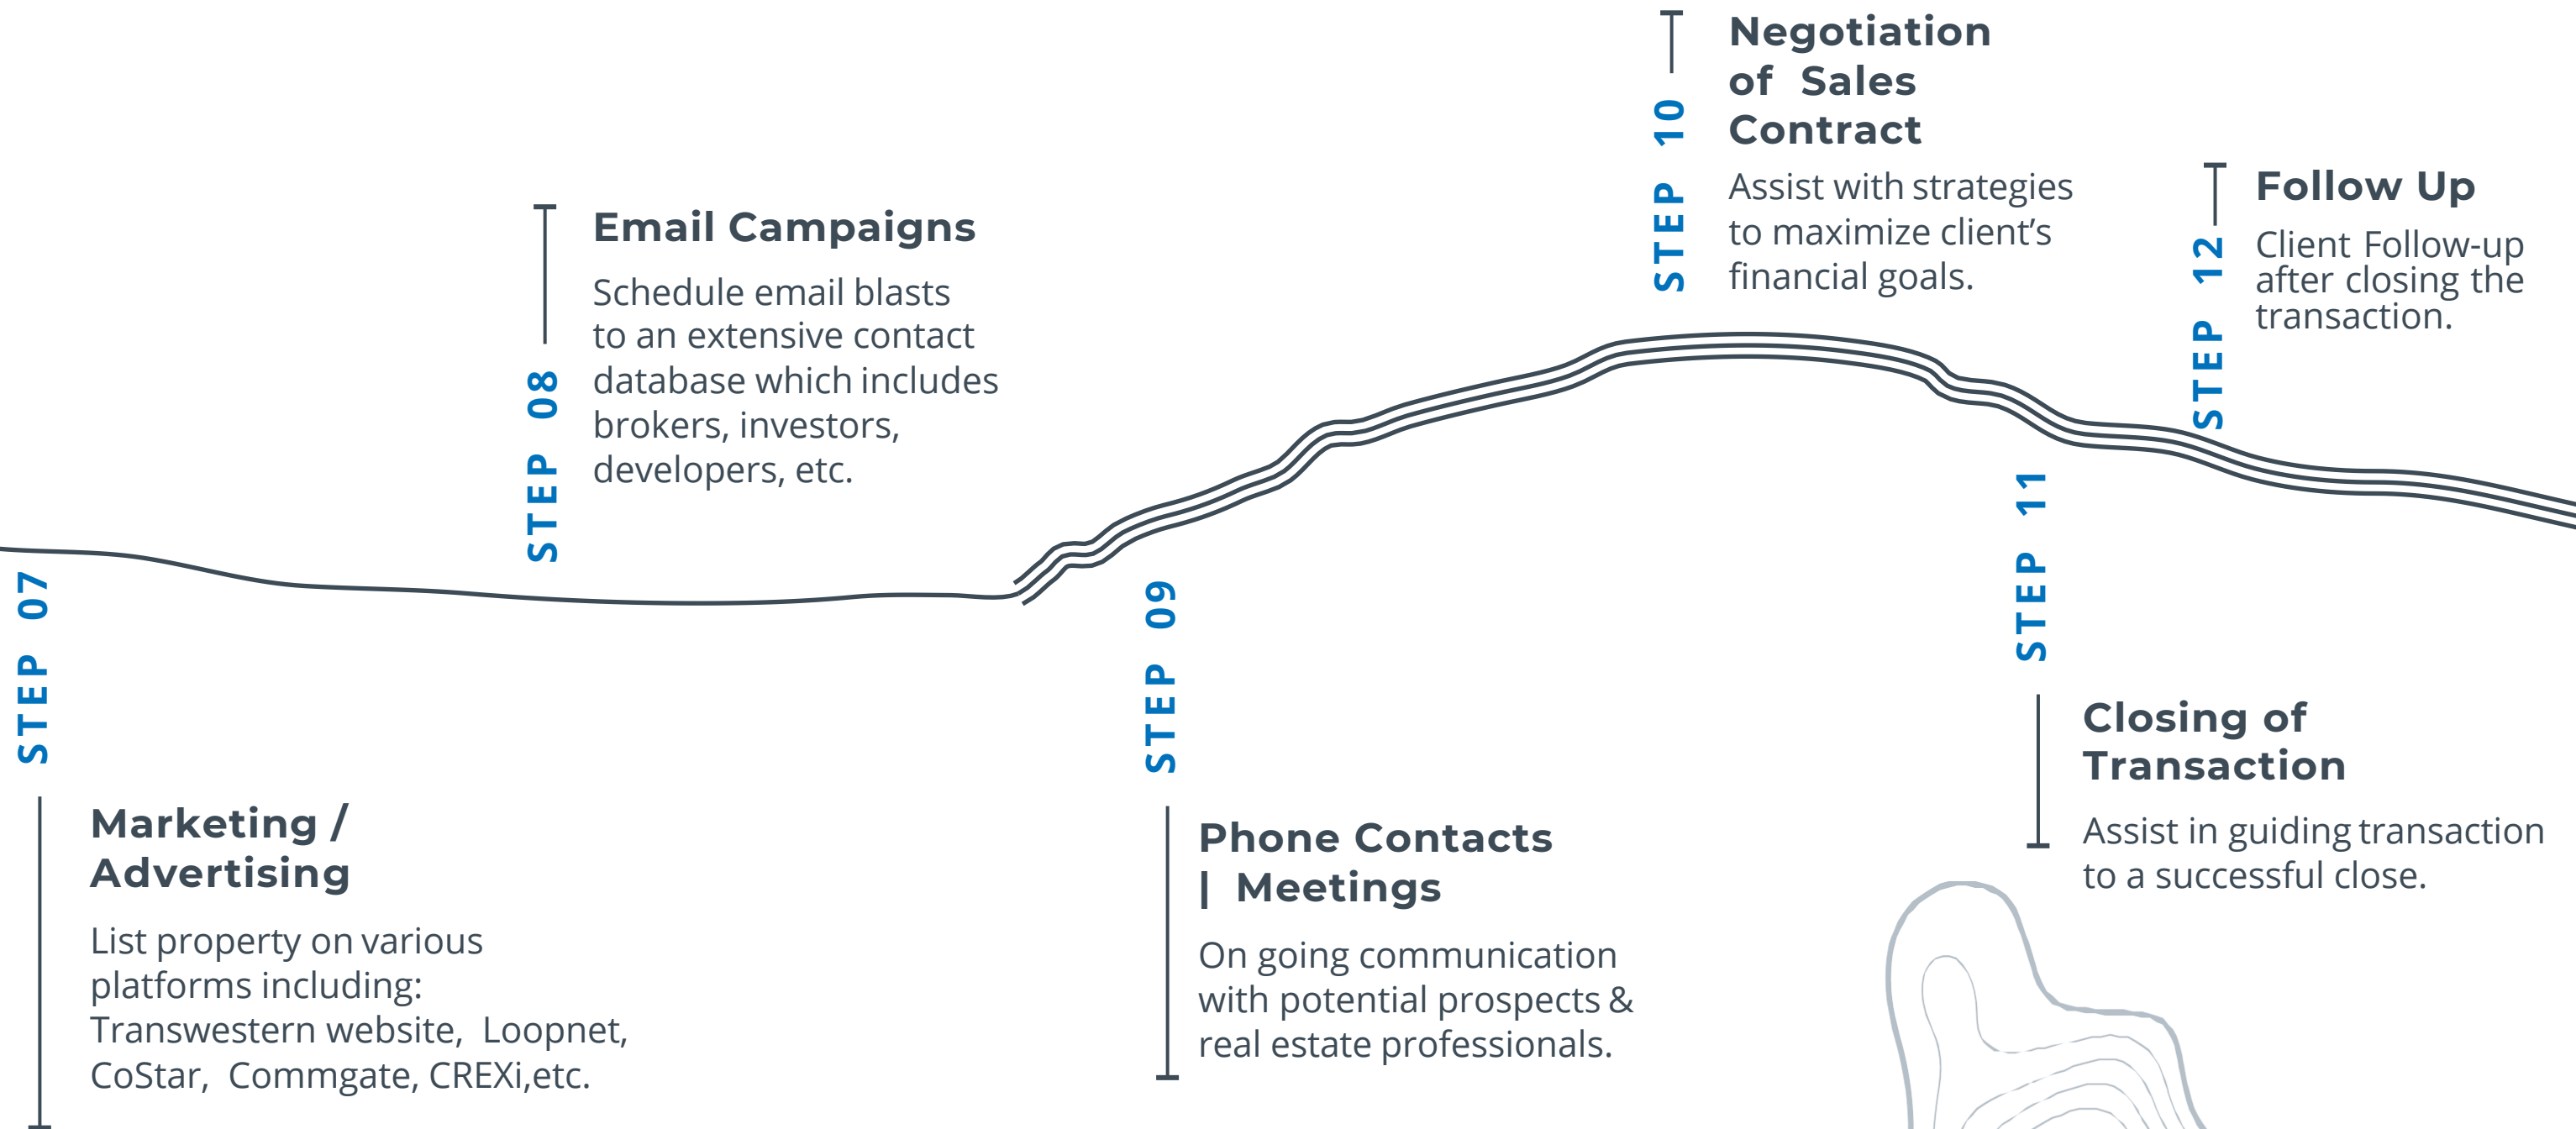 STEP 07
Marketing /
Advertising
List property on various
platforms including:
Transwestern website, Loopnet,
CoStar, Commgate, CREXi,etc.
STEP 08
Email Campaigns
Schedule email blasts
to an extensive contact
database which includes
brokers, investors,
developers, etc.
STEP 09
Phone Contacts
| Meetings
On going communication
with potential prospects &
real estate professionals.
STEP 10
Negotiation
of Sales
Contract
Assist with strategies
to maximize client’s
financial goals.
STEP 11
Closing of
Transaction
Assist in guiding transaction
to a successful close.
STEP 12
Follow Up
Client Follow-up
after closing the
transaction.